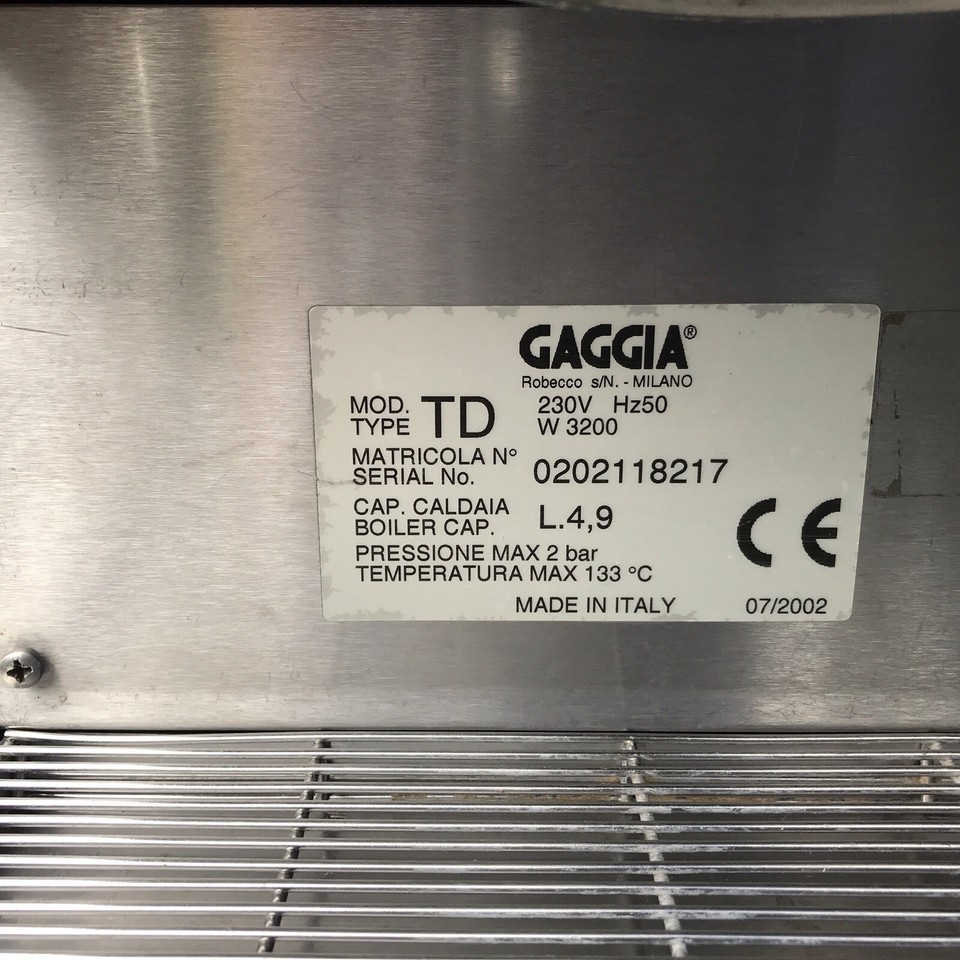 GAGGIA®
Robecco s/N. - MILANO
MOD. TYPE TD 230V Hz50
W 3200
MATRICOLA N°
SERIAL No. 0202118217
CAP. CALDAIA
BOILER CAP. L.4,9
PRESSIONE MAX 2 bar
TEMPERATURA MAX 133 °C
CE
MADE IN ITALY 07/2002